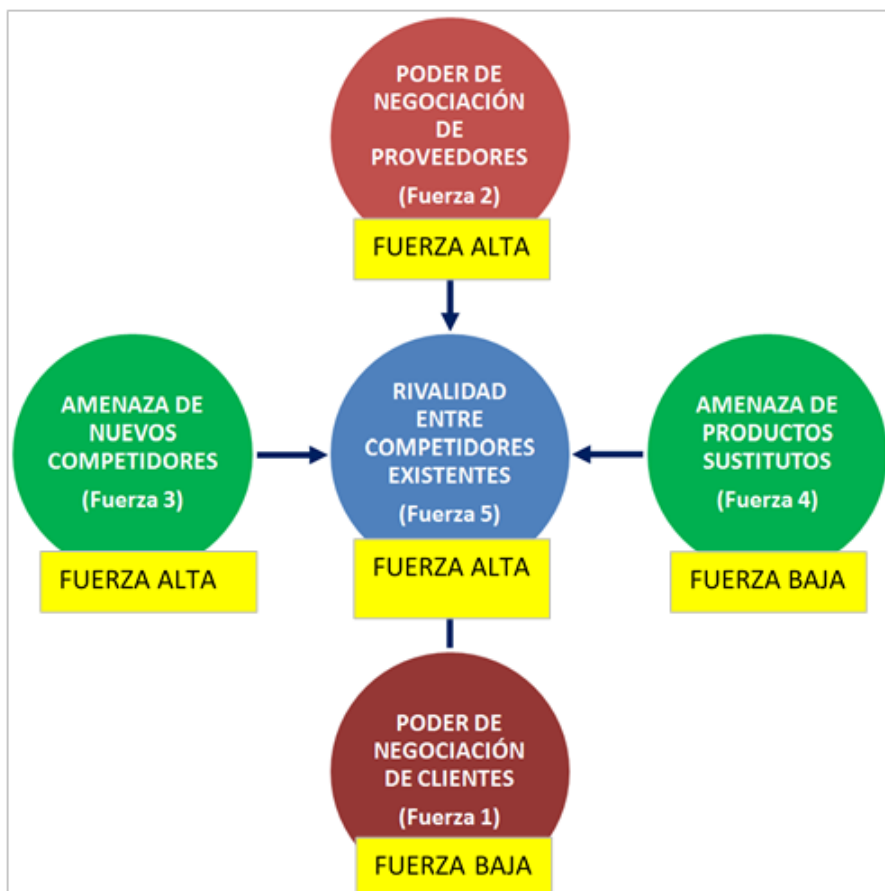 PODER DE
NEGOCIACIÓN
DE
PROVEEDORES
(Fuerza 2)
FUERZA ALTA
AMENAZA DE
NUEVOS
COMPETIDORES
(Fuerza 3)
FUERZA ALTA
RIVALIDAD
ENTRE
COMPETIDORES
EXISTENTES
(Fuerza 5)
FUERZA ALTA
AMENAZA DE
PRODUCTOS
SUSTITUTOS
(Fuerza 4)
FUERZA BAJA
PODER DE
NEGOCIACIÓN
DE CLIENTES
(Fuerza 1)
FUERZA BAJA